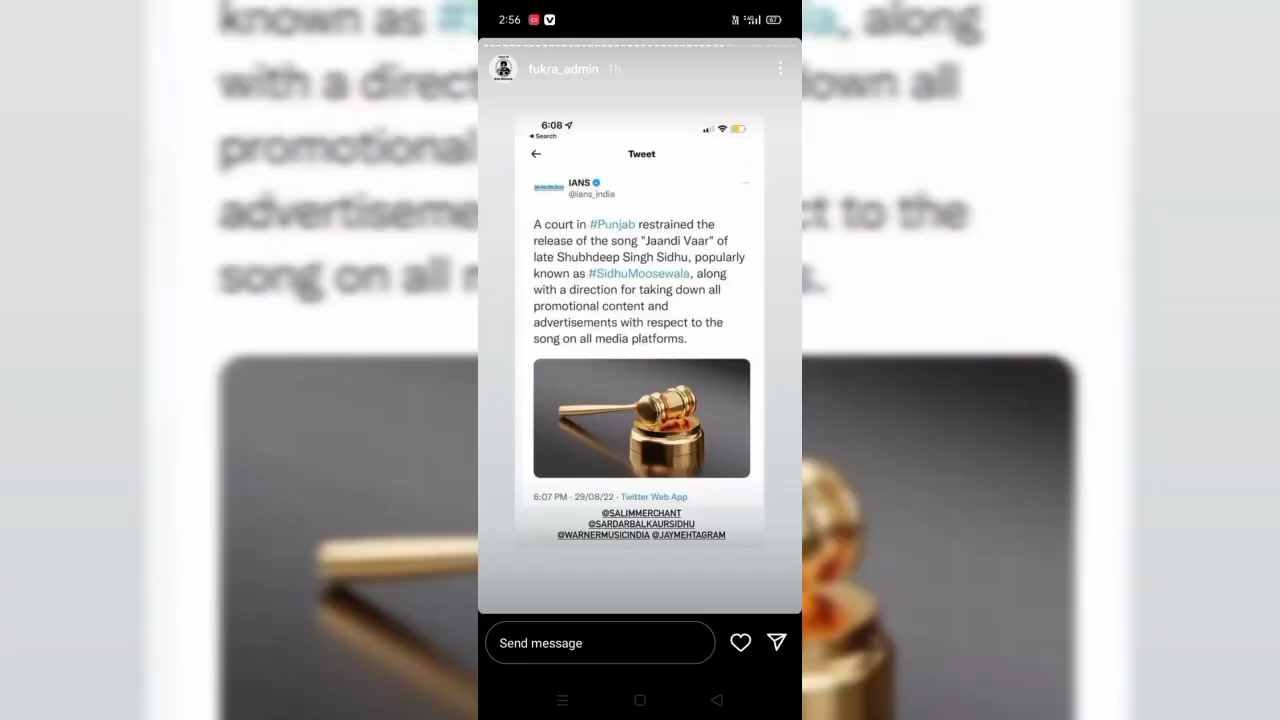 2:56
67
fukra_admin 1h
6:08
Search
Tweet
IANS
@ians_india
A court in #Punjab restrained the
release of the song "Jaandi Vaar" of
late Shubhdeep Singh Sidhu, popularly
known as #SidhuMoosewala, along
with a direction for taking down all
promotional content and
advertisements with respect to the
song on all media platforms.
6:07 PM · 29/08/22 · Twitter Web App
@SALIMMERCHANT
@SARDARBALKAURSIDHU
@WARNERMUSICINDIA @JAYMEHTAGRAM
Send message